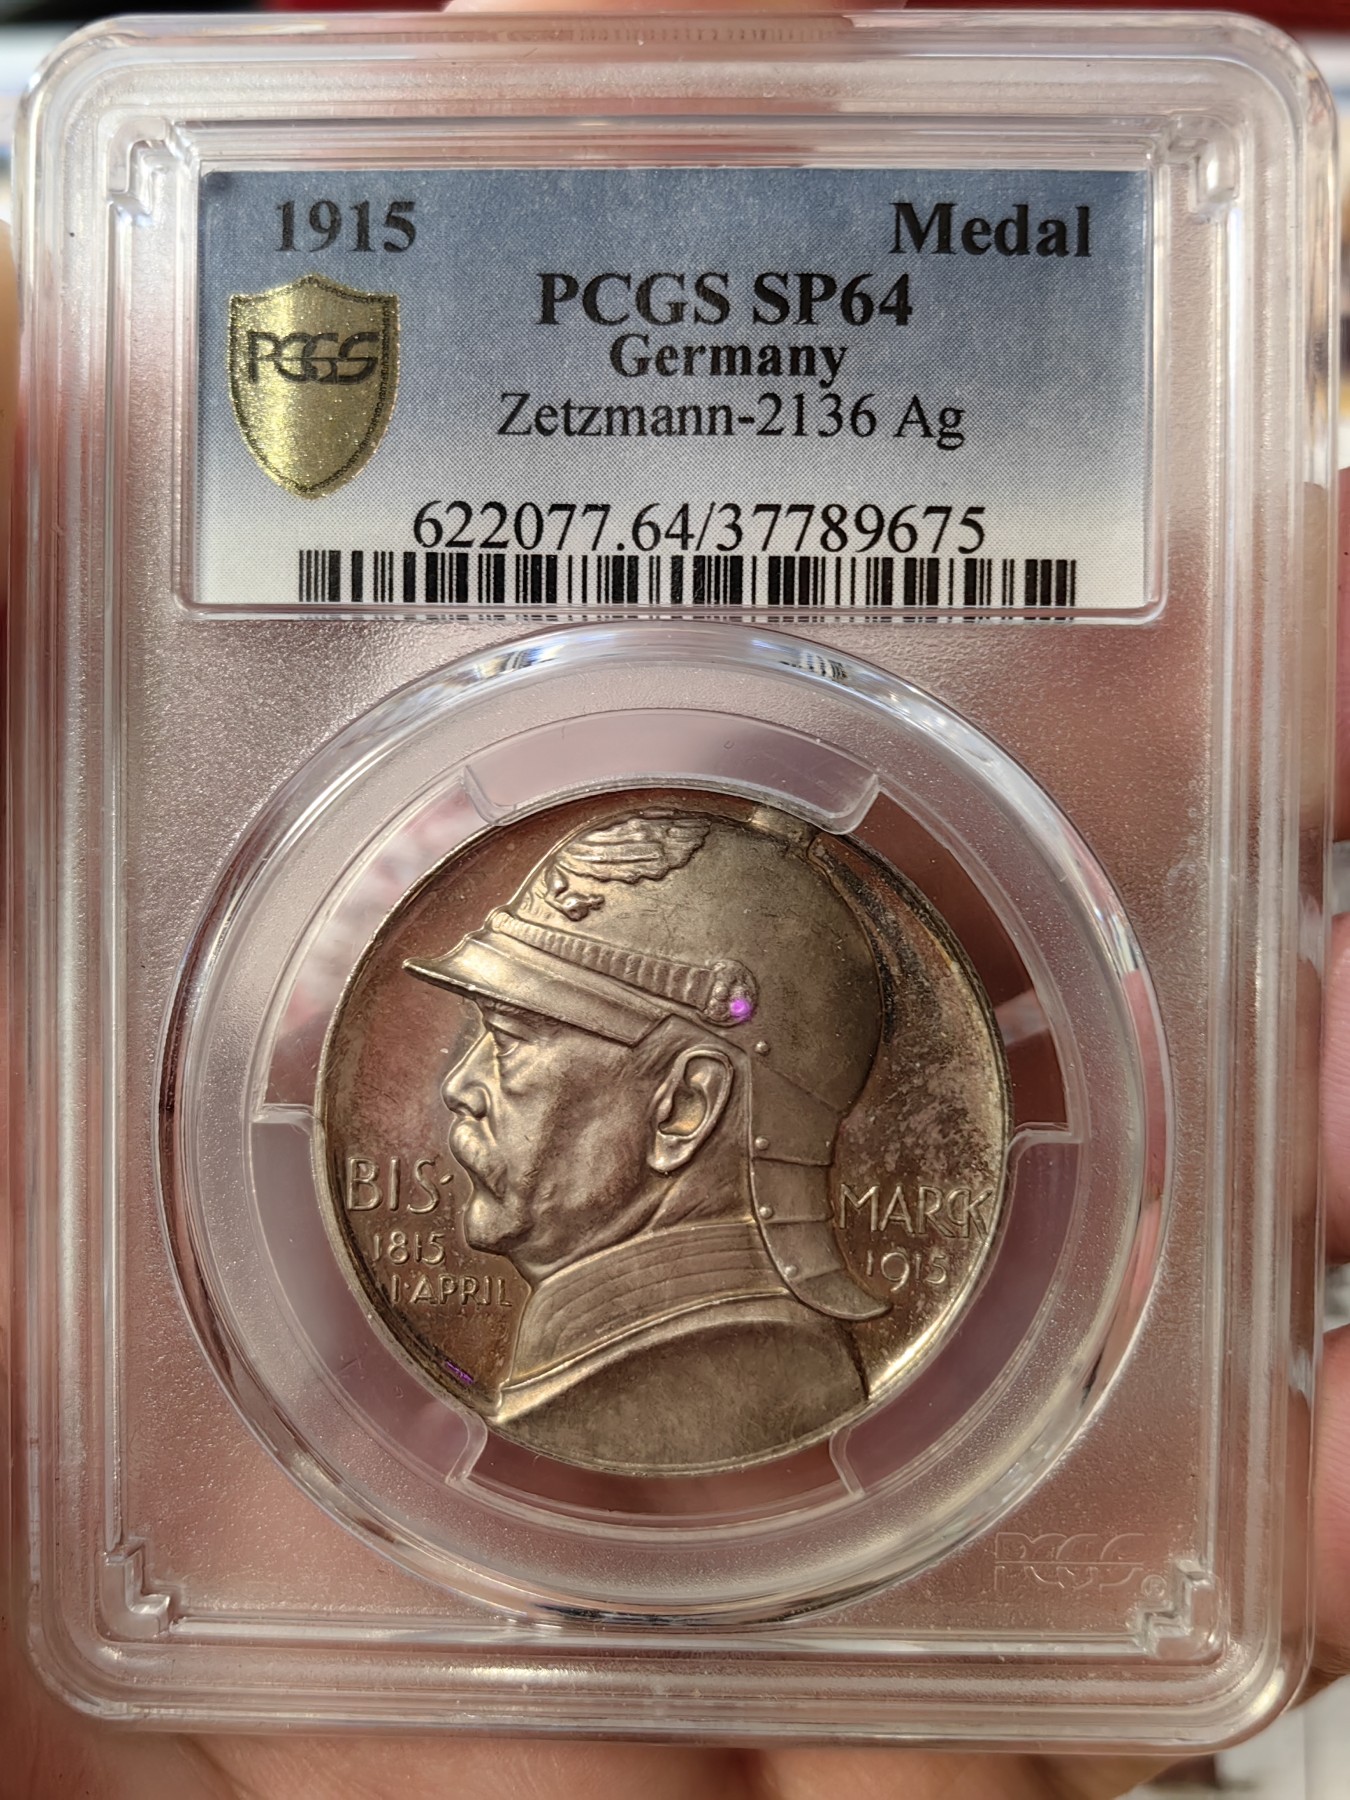 1915 Medal
PCGS SP64
PCGS
Germany
Zetzmann-2136 Ag
622077.64/37789675
BIS· MARCK
1815 1915
1·APRIL
PCGS